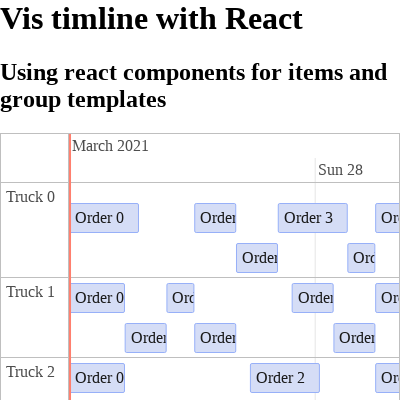 Vis timline with React
Using react components for items and
group templates
March 2021
Sun 28
Truck 0
Order 0
Order
Order 3
Or
Order
Orc
Truck 1
Order 0
Orc
Order
Or
Order
Order
Order
Truck 2
Order 0
Order 2
Or